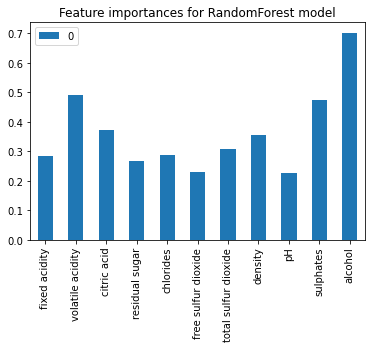 Feature importances for RandomForest model
0
0.7
0.6
0.5
0.4
0.3
0.2
0.1
0.0
fixed acidity
volatile acidity
citric acid
residual sugar
chlorides
free sulfur dioxide
total sulfur dioxide
density
pH
sulphates
alcohol